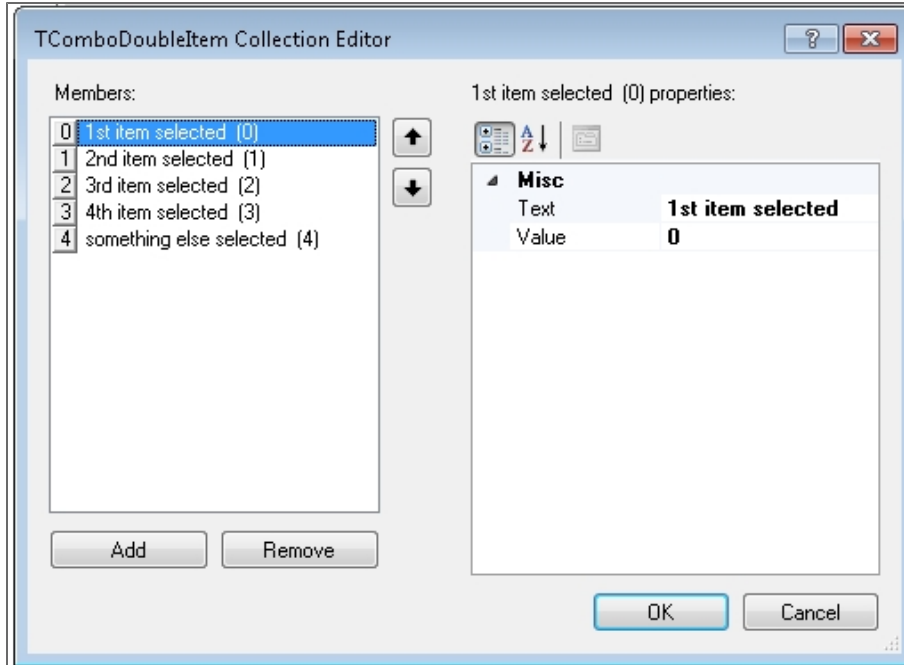 TComboDoubleItem Collection Editor
?
Members:
1st item selected (0) properties:
0 1st item selected (0)
1 2nd item selected (1)
2 3rd item selected (2)
3 4th item selected (3)
4 something else selected (4)
A
Z
Misc
Text 1st item selected
Value 0
Add
Remove
OK
Cancel